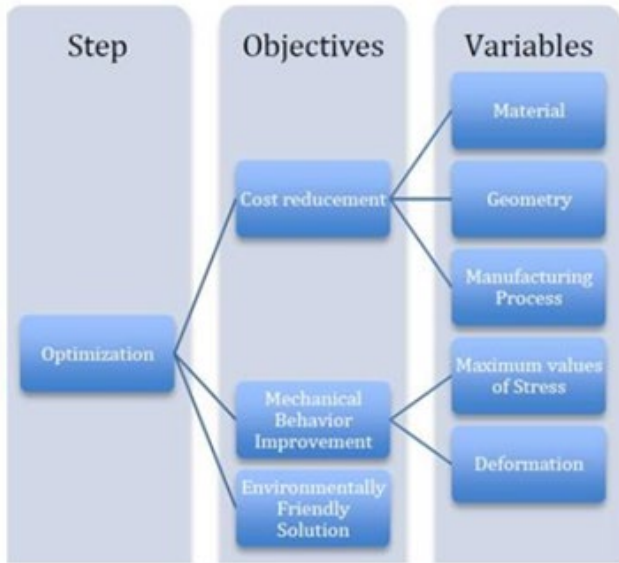 Step
Objectives
Variables
Material
Cost reducement
Geometry
Manufacturing
Process
Optimization
Maximum values
of Stress
Mechanical
Behavior
Improvement
Deformation
Environmentally
Friendly
Solution